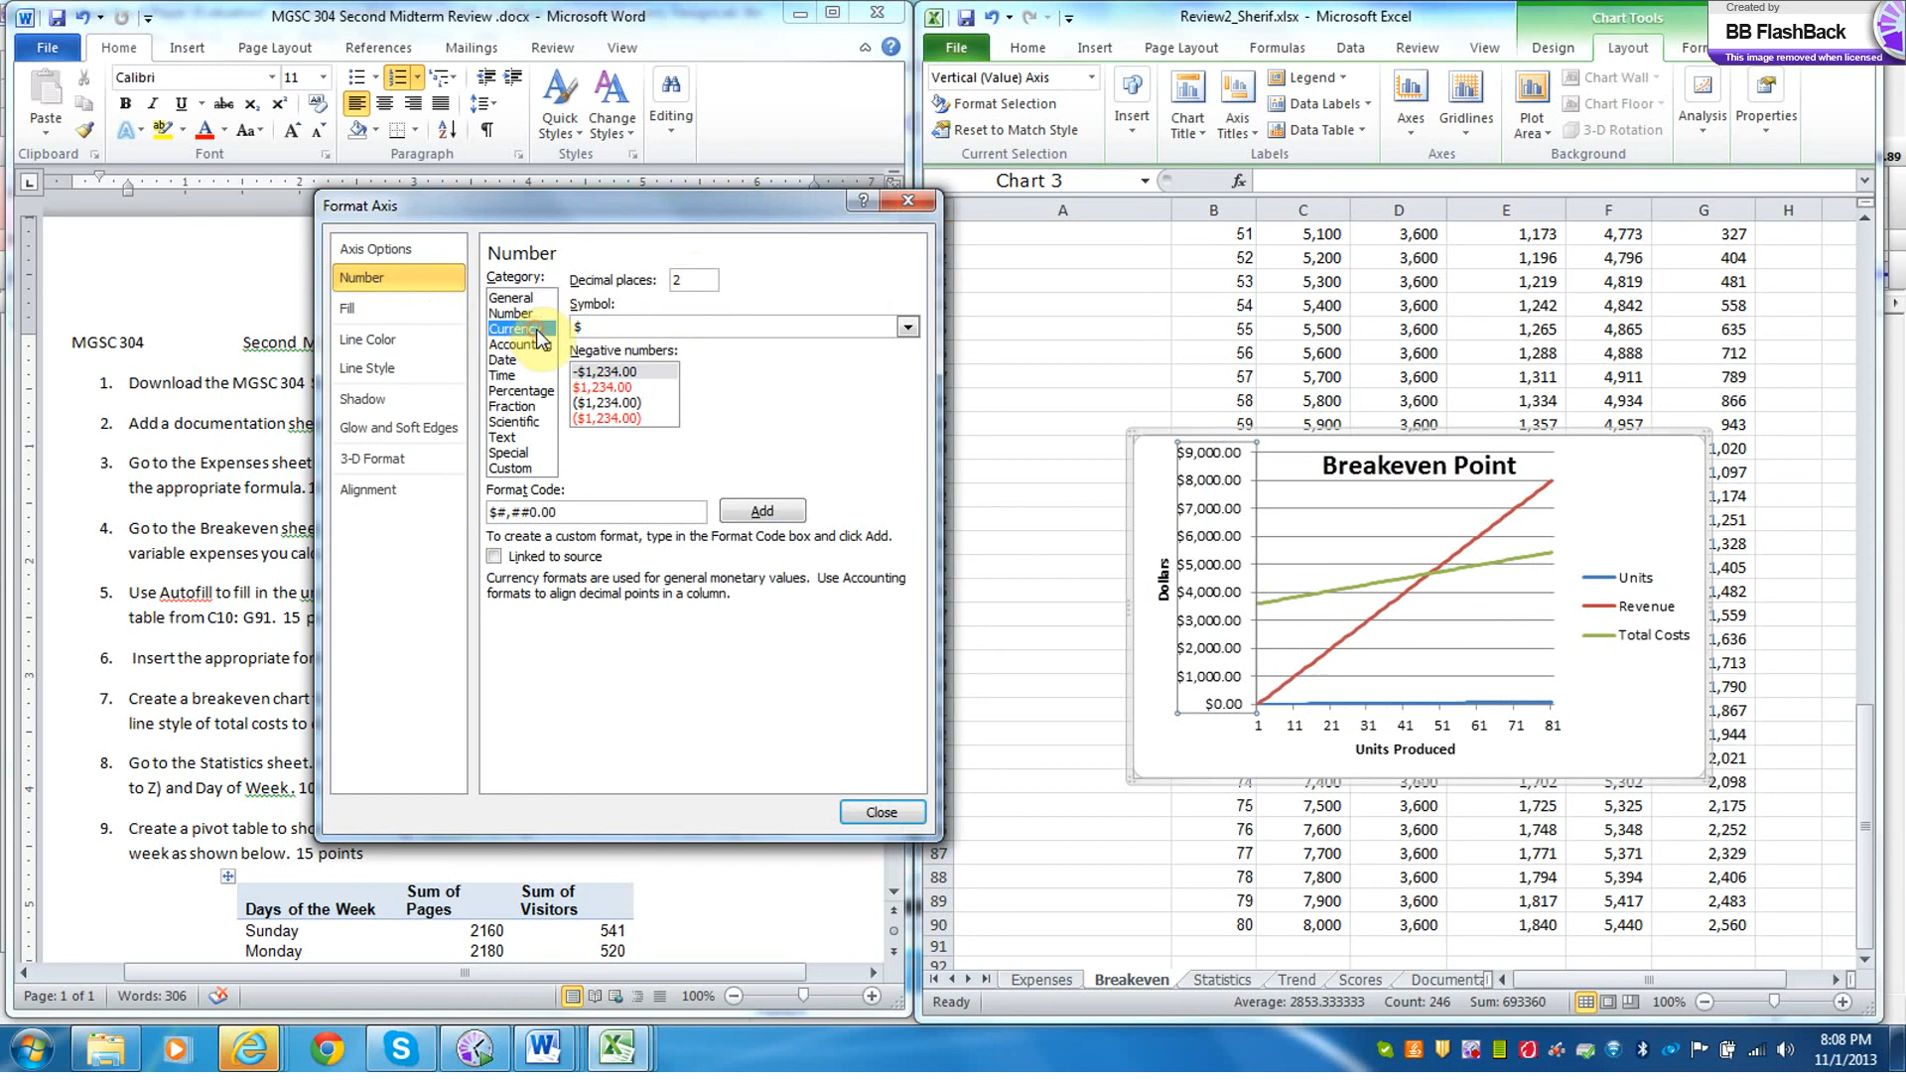 MGSC 304 Second Midterm Review .docx - Microsoft Word
File Home Insert Page Layout References Mailings Review View
Calibri 11
Paste
Quick Styles
Change Styles
Editing
Clipboard Font Paragraph Styles
Review2_Sherif.xlsx - Microsoft Excel
Chart Tools
Created by
BB FlashBack
This image removed when licensed
File Home Insert Page Layout Formulas Data Review View Design Layout
Vertical (Value) Axis
Format Selection
Reset to Match Style
Current Selection
Insert
Chart Title
Axis Titles
Legend
Data Labels
Data Table
Labels
Axes
Gridlines
Axes
Plot Area
Chart Wall
Chart Floor
3-D Rotation
Background
Analysis
Properties
Chart 3
fx
A B C D E F G H
51 5,100 3,600 1,173 4,773 327
52 5,200 3,600 1,196 4,796 404
53 5,300 3,600 1,219 4,819 481
54 5,400 3,600 1,242 4,842 558
55 5,500 3,600 1,265 4,865 635
56 5,600 3,600 1,288 4,888 712
57 5,700 3,600 1,311 4,911 789
58 5,800 3,600 1,334 4,934 866
59 5,900 3,600 1,357 4,957 943
1,020
1,097
1,174
1,251
1,328
1,405
1,482
1,559
1,636
1,713
1,790
1,867
1,944
2,021
74 7,400 3,600 1,702 5,302 2,098
75 7,500 3,600 1,725 5,325 2,175
76 7,600 3,600 1,748 5,348 2,252
87 77 7,700 3,600 1,771 5,371 2,329
88 78 7,800 3,600 1,794 5,394 2,406
89 79 7,900 3,600 1,817 5,417 2,483
90 80 8,000 3,600 1,840 5,440 2,560
91
92
Breakeven Point
Dollars
$9,000.00
$8,000.00
$7,000.00
$6,000.00
$5,000.00
$4,000.00
$3,000.00
$2,000.00
$1,000.00
$0.00
1 11 21 31 41 51 61 71 81
Units Produced
Units
Revenue
Total Costs
Expenses Breakeven Statistics Trend Scores Documenta
Ready Average: 2853.333333 Count: 246 Sum: 693360 100%
Format Axis
Axis Options
Number
Fill
Line Color
Line Style
Shadow
Glow and Soft Edges
3-D Format
Alignment
Number
Category:
General
Number
Currency
Accounting
Date
Time
Percentage
Fraction
Scientific
Text
Special
Custom
Decimal places: 2
Symbol:
$
Negative numbers:
-$1,234.00
$1,234.00
($1,234.00)
($1,234.00)
Format Code:
$#,##0.00
Add
To create a custom format, type in the Format Code box and click Add.
Linked to source
Currency formats are used for general monetary values. Use Accounting
formats to align decimal points in a column.
Close
MGSC 304 Second M
1. Download the MGSC 304
2. Add a documentation she
3. Go to the Expenses sheet
the appropriate formula. 1
4. Go to the Breakeven shee
variable expenses you calc
5. Use Autofill to fill in the un
table from C10: G91. 15 p
6. Insert the appropriate for
7. Create a breakeven chart
line style of total costs to
8. Go to the Statistics sheet.
to Z) and Day of Week. 10
9. Create a pivot table to sho
week as shown below. 15 points
Days of the Week Sum of Pages Sum of Visitors
Sunday 2160 541
Monday 2180 520
Page: 1 of 1 Words: 306 100%
8:08 PM
11/1/2013